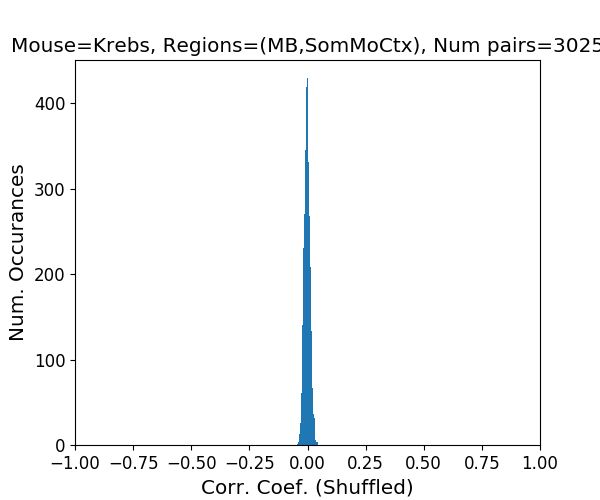 Mouse=Krebs, Regions=(MB,SomMoCtx), Num pairs=3025
400
300
200
100
0
Num. Occurances
−1.00 −0.75 −0.50 −0.25 0.00 0.25 0.50 0.75 1.00
Corr. Coef. (Shuffled)